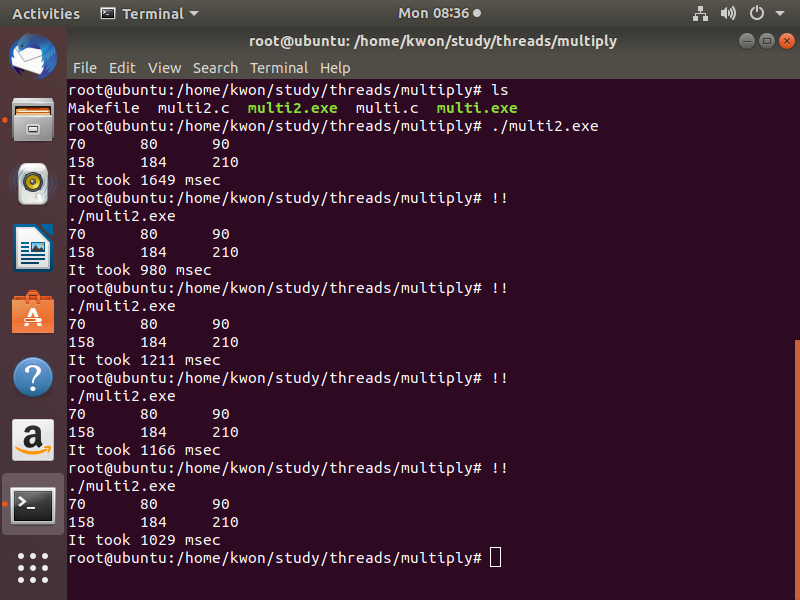 Activities Terminal Mon 08:36
root@ubuntu: /home/kwon/study/threads/multiply
File Edit View Search Terminal Help
root@ubuntu:/home/kwon/study/threads/multiply# ls
Makefile multi2.c multi2.exe multi.c multi.exe
root@ubuntu:/home/kwon/study/threads/multiply# ./multi2.exe
70 80 90
158 184 210
It took 1649 msec
root@ubuntu:/home/kwon/study/threads/multiply# !!
./multi2.exe
70 80 90
158 184 210
It took 980 msec
root@ubuntu:/home/kwon/study/threads/multiply# !!
./multi2.exe
70 80 90
158 184 210
It took 1211 msec
root@ubuntu:/home/kwon/study/threads/multiply# !!
./multi2.exe
70 80 90
158 184 210
It took 1166 msec
root@ubuntu:/home/kwon/study/threads/multiply# !!
./multi2.exe
70 80 90
158 184 210
It took 1029 msec
root@ubuntu:/home/kwon/study/threads/multiply#